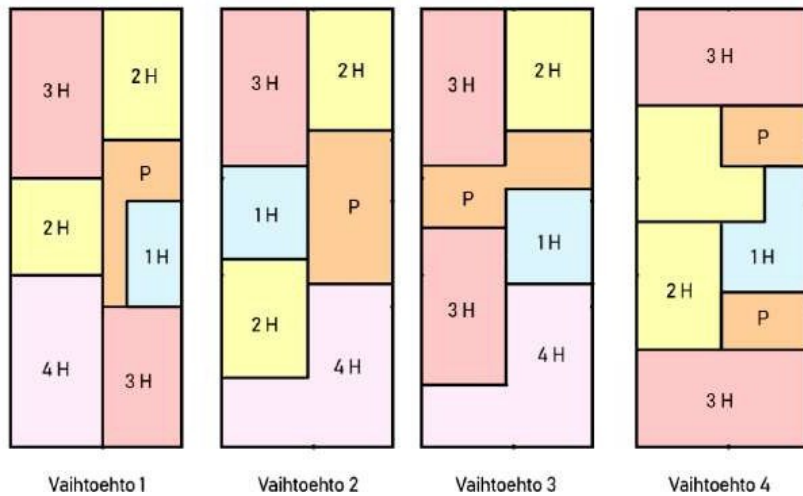 3 H
2 H
P
2 H
1 H
4 H
3 H
Vaihtoehto 1
3 H
2 H
1 H
P
2 H
4 H
Vaihtoehto 2
3 H
2 H
P
1 H
3 H
4 H
Vaihtoehto 3
3 H
P
1 H
2 H
P
3 H
Vaihtoehto 4